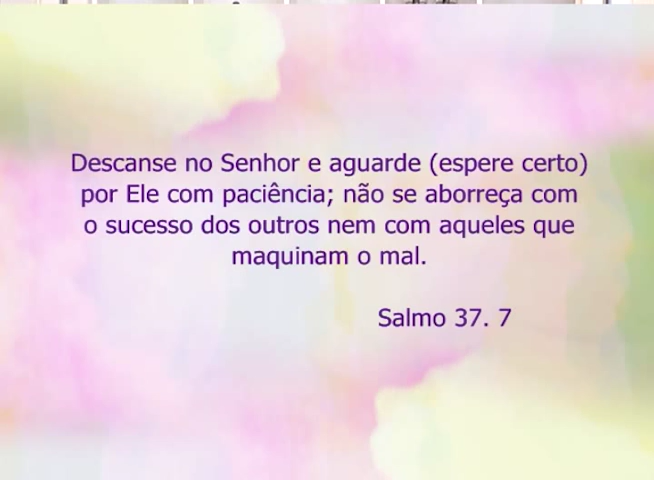 Descanse no Senhor e aguarde (espere certo)
por Ele com paciência; não se aborreça com
o sucesso dos outros nem com aqueles que
maquinam o mal.
Salmo 37. 7